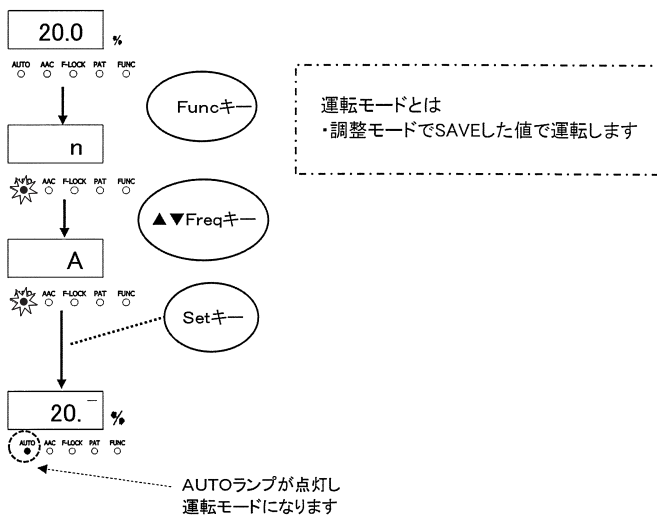 20.0 %
AUTO AAC F-LOCK PAT FUNC
Funcキー
運転モードとは
・調整モードでSAVEした値で運転します
n
AAC F-LOCK PAT FUNC
▲▼Freqキー
A
AAC F-LOCK PAT FUNC
Setキー
20.‾ %
AUTO AAC F-LOCK PAT FUNC
AUTOランプが点灯し
運転モードになります